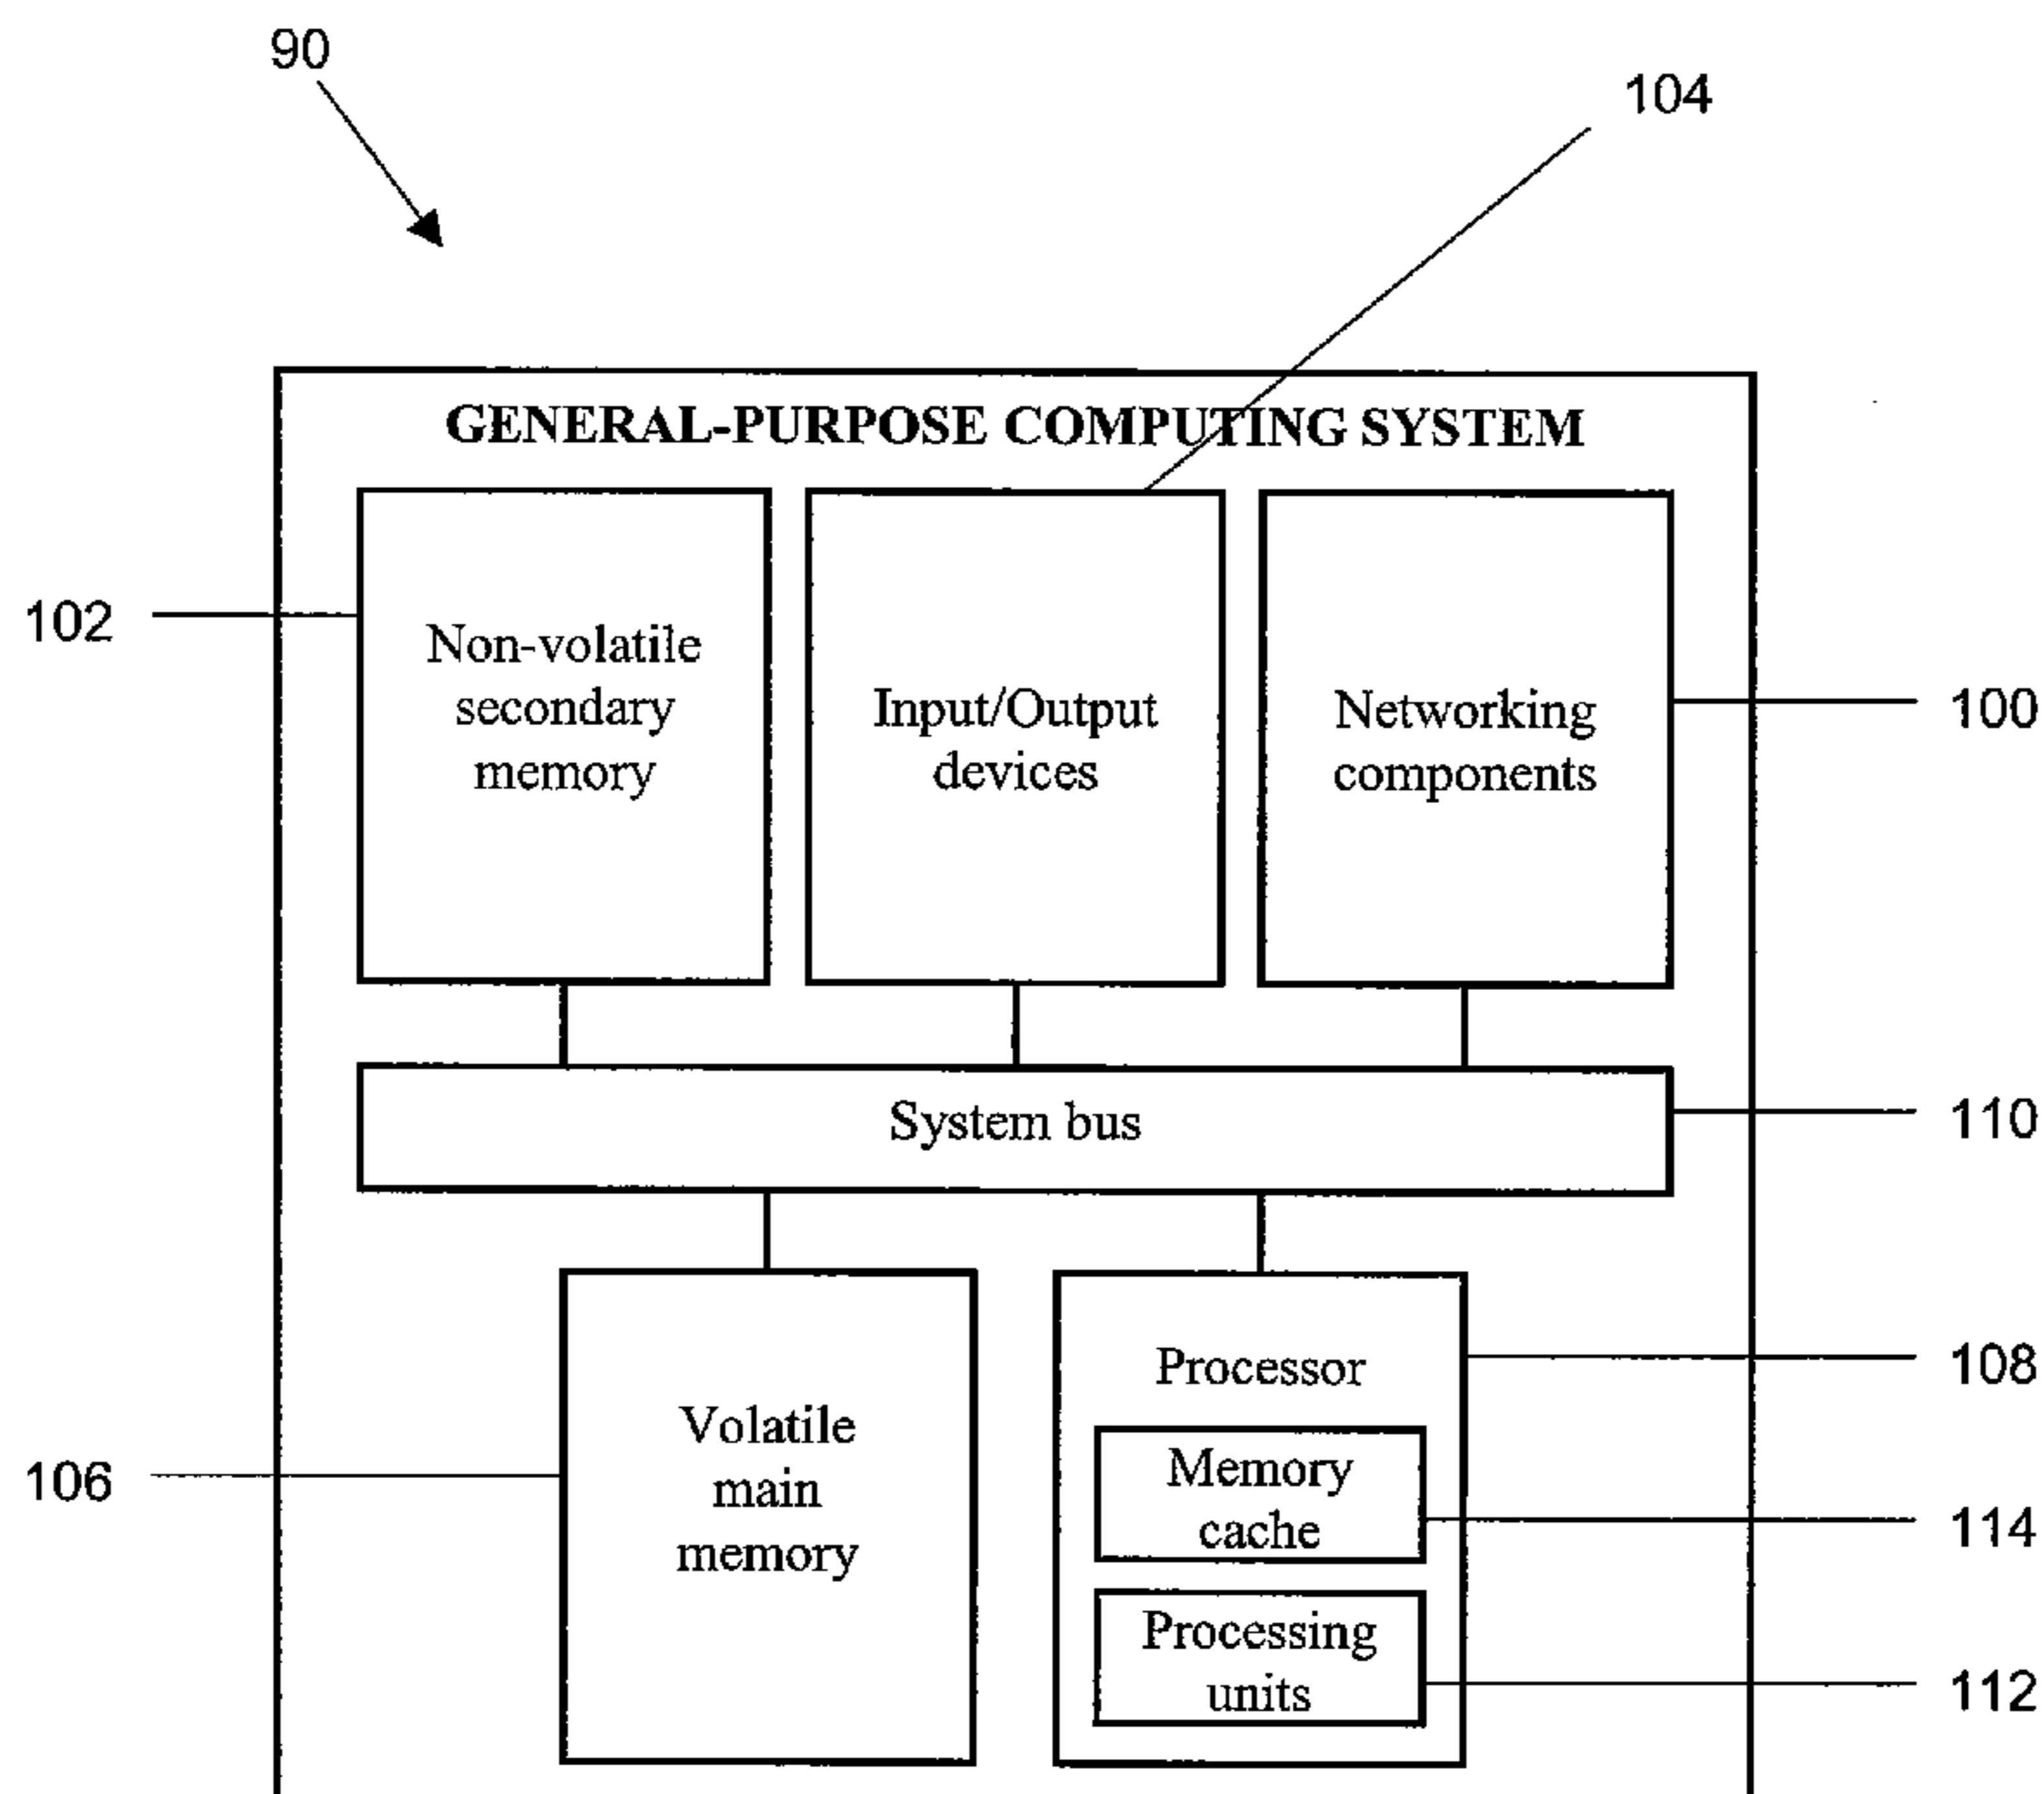 90
104
GENERAL-PURPOSE COMPUTING SYSTEM
102
Non-volatile
secondary
memory
Input/Output
devices
Networking
components
100
System bus
110
Processor
108
Volatile
main
memory
106
Memory
cache
114
Processing
units
112